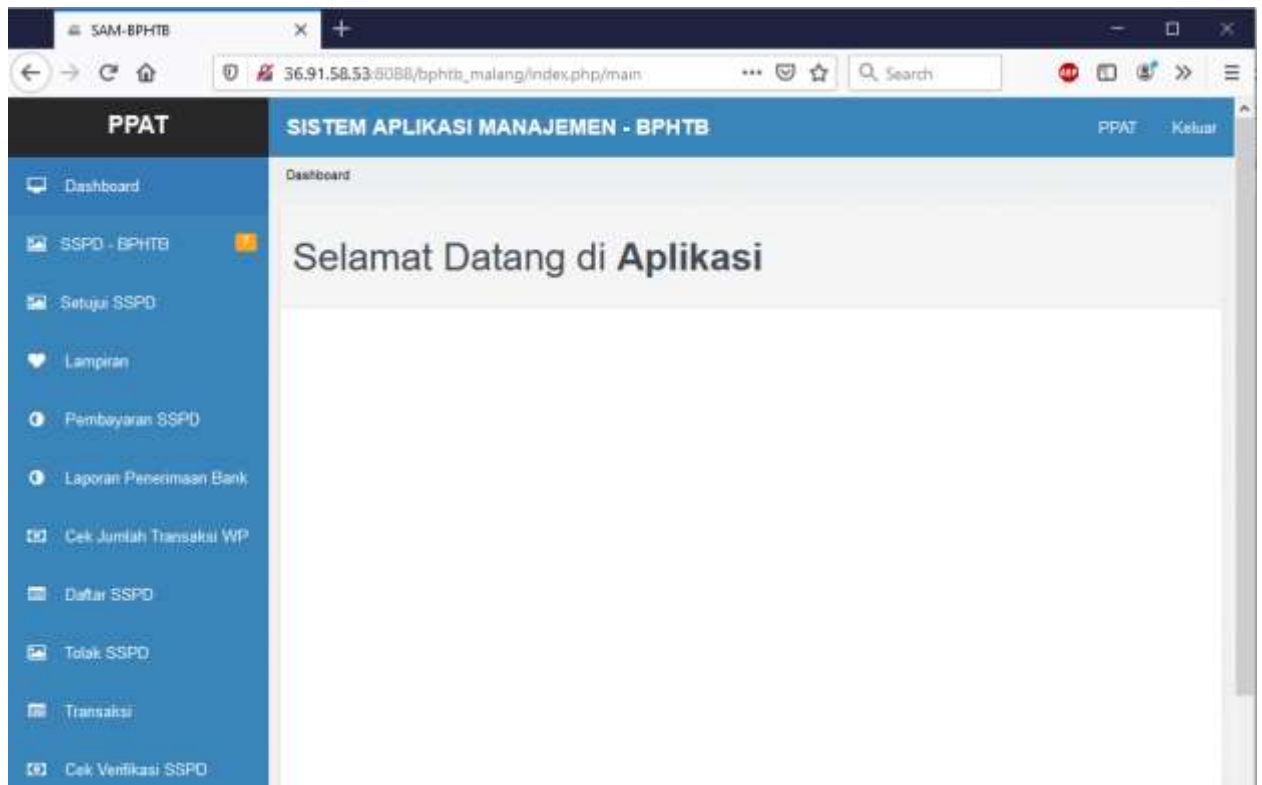 SAM-BPHTB
36.91.58.53:8088/bphtb_malang/index.php/main
Search
PPAT
SISTEM APLIKASI MANAJEMEN - BPHTB
PPAT
Keluar
Dashboard
Dashboard
SSPD - BPHTB
7
Selamat Datang di Aplikasi
Setujui SSPD
Lampiran
Pembayaran SSPD
Laporan Penerimaan Bank
Cek Jumlah Transaksi WP
Daftar SSPD
Tolak SSPD
Transaksi
Cek Verifikasi SSPD